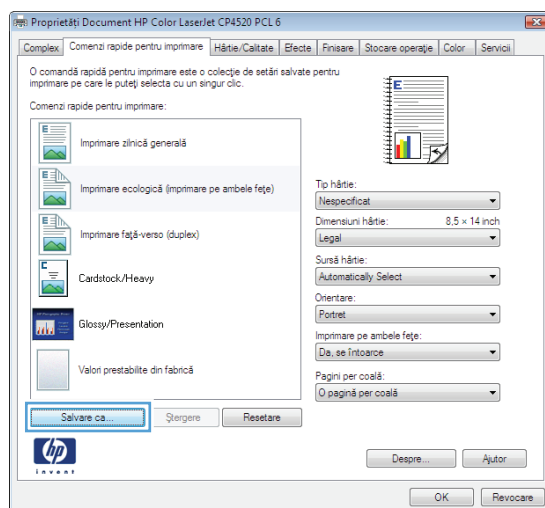 Proprietăți Document HP Color LaserJet CP4520 PCL 6
Complex Comenzi rapide pentru imprimare Hârtie/Calitate Efecte Finisare Stocare operație Color Servicii
O comandă rapidă pentru imprimare este o colecție de setări salvate pentru
imprimare pe care le puteți selecta cu un singur clic.
Comenzi rapide pentru imprimare:
Imprimare zilnică generală
Imprimare ecologică (imprimare pe ambele fețe)
Imprimare față-verso (duplex)
Cardstock/Heavy
Glossy/Presentation
Valori prestabilite din fabrică
Salvare ca...
Ștergere
Resetare
E
Tip hârtie:
Nespecificat
Dimensiuni hârtie: 8,5 × 14 inch
Legal
Sursă hârtie:
Automatically Select
Orientare:
Portret
Imprimare pe ambele fețe:
Da, se întoarce
Pagini per coală:
O pagină per coală
hp
invent
Despre...
Ajutor
OK
Revocare